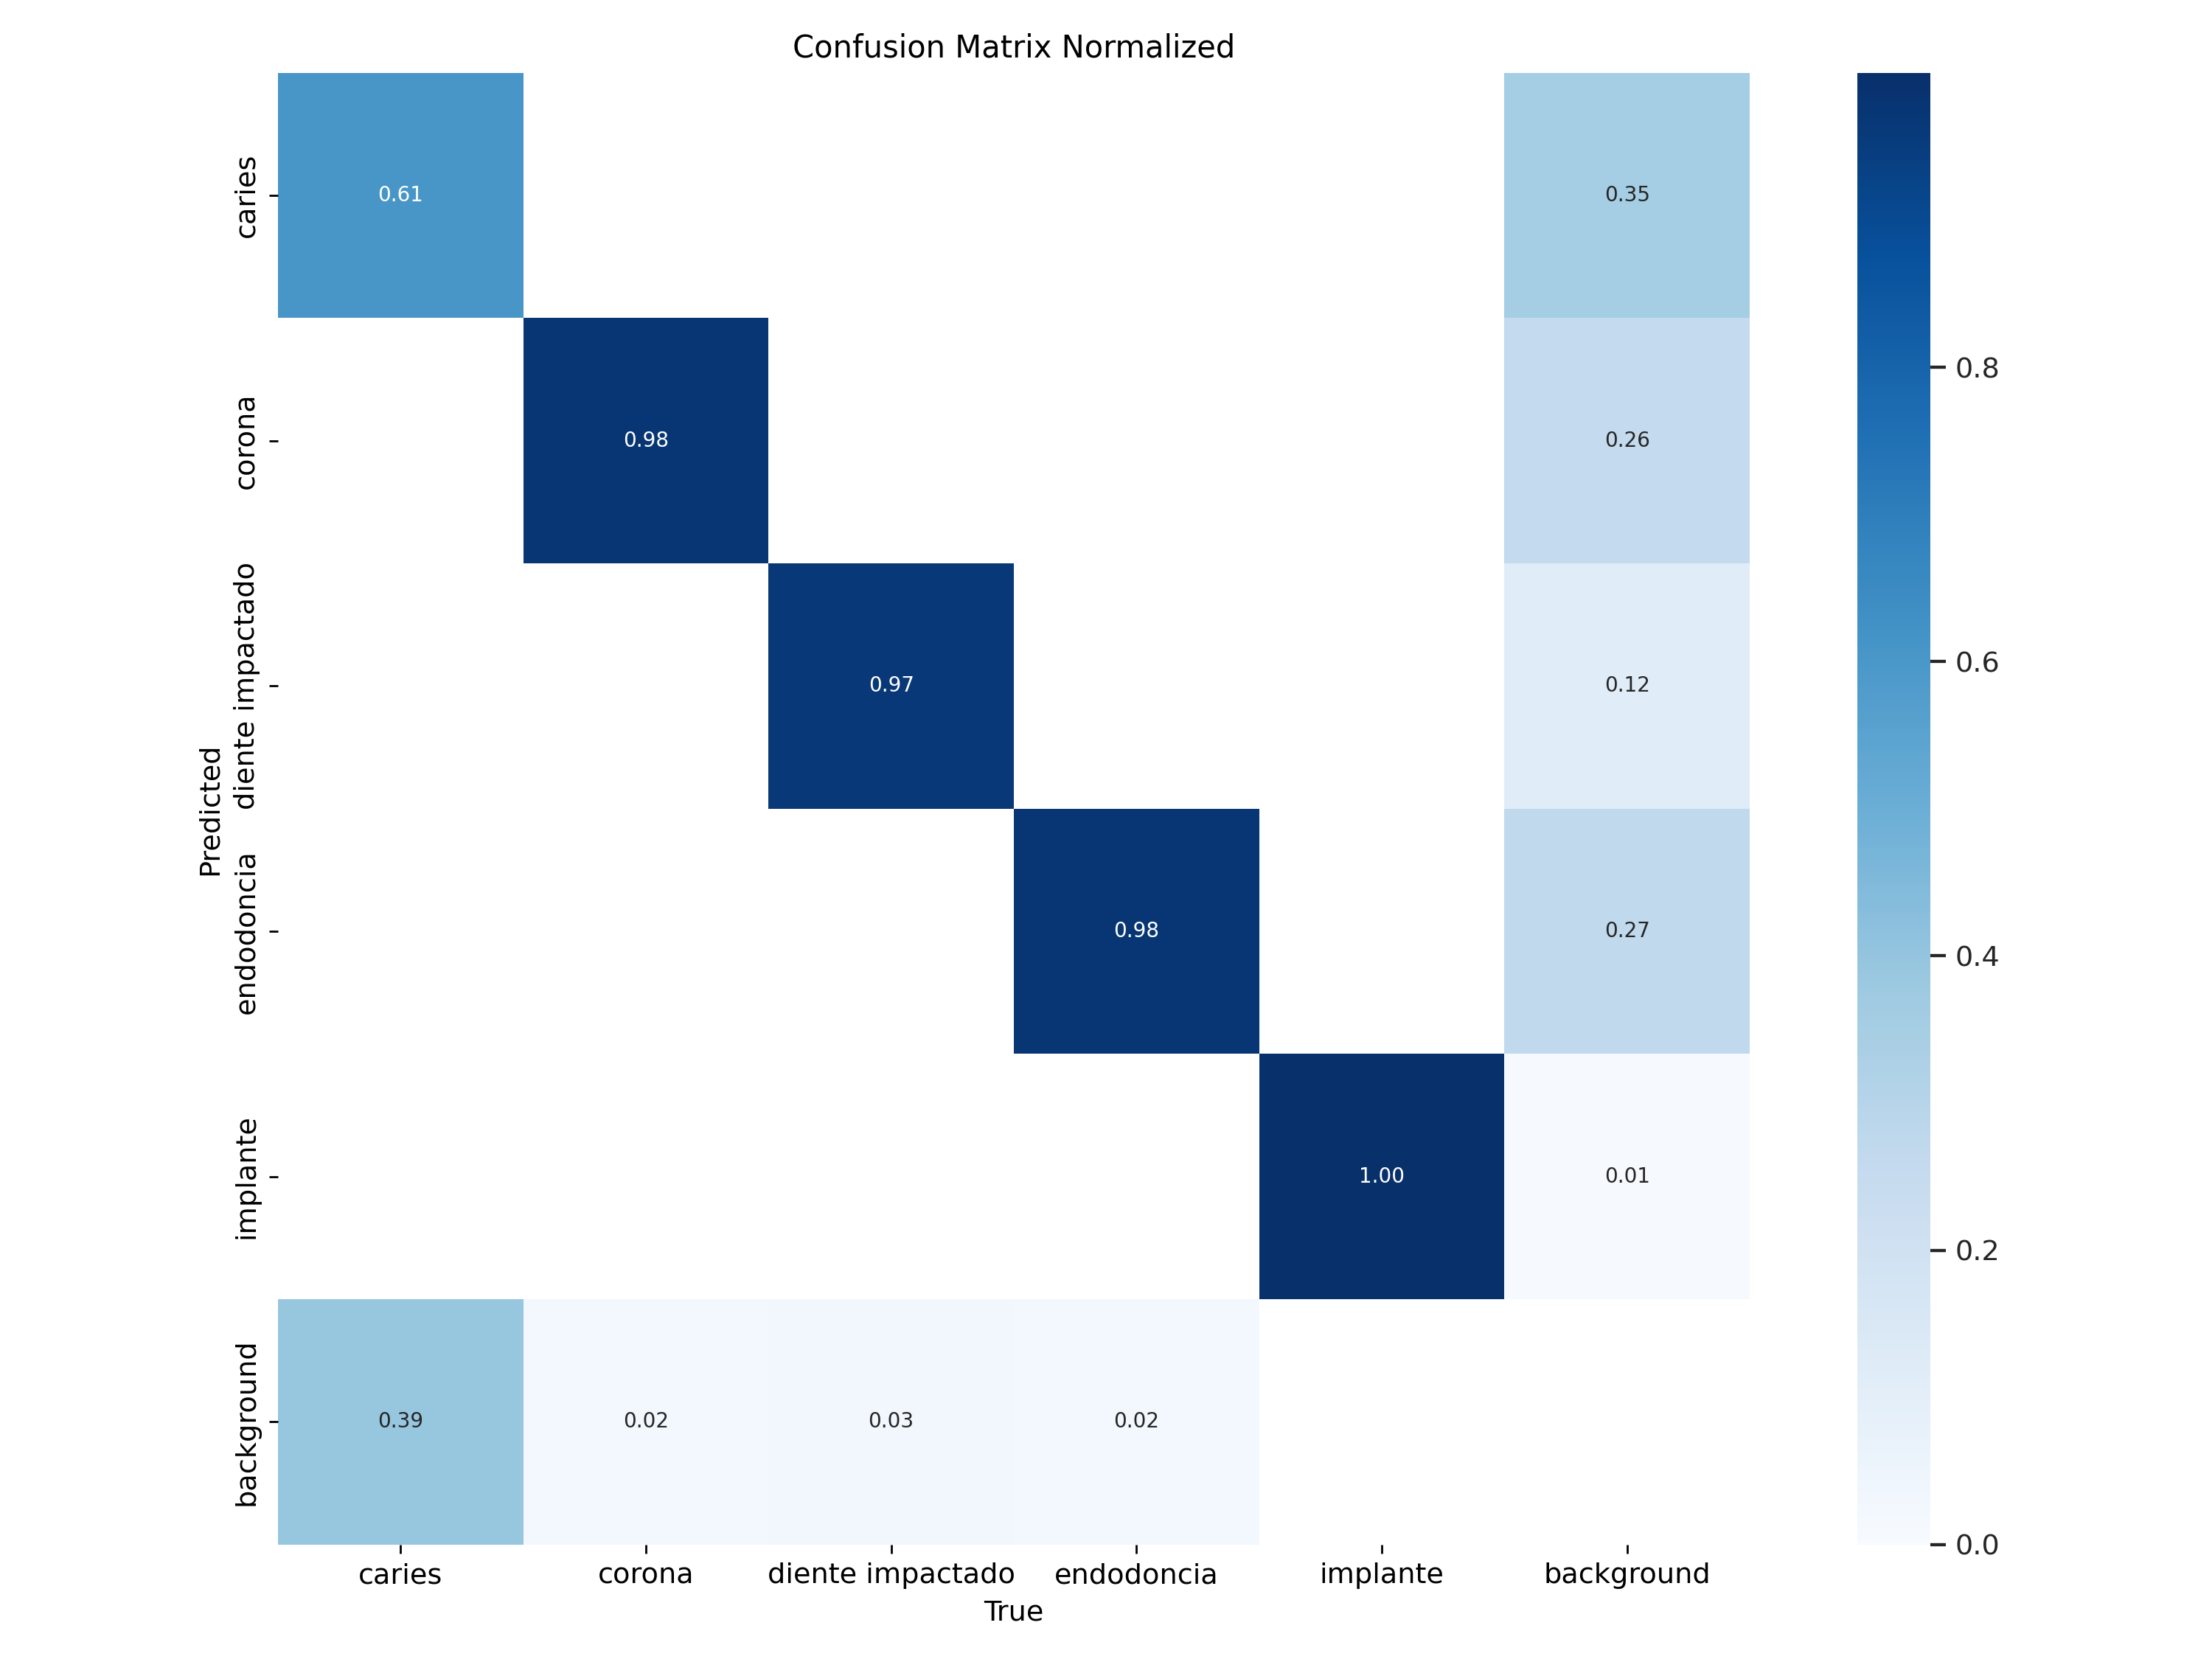 Confusion Matrix Normalized
caries
0.61
0.35
corona
0.98
0.26
diente impactado
0.97
0.12
endodoncia
0.98
0.27
implante
1.00
0.01
background
0.39
0.02
0.03
0.02
Predicted
caries
corona
diente impactado
endodoncia
implante
background
True
0.8
0.6
0.4
0.2
0.0